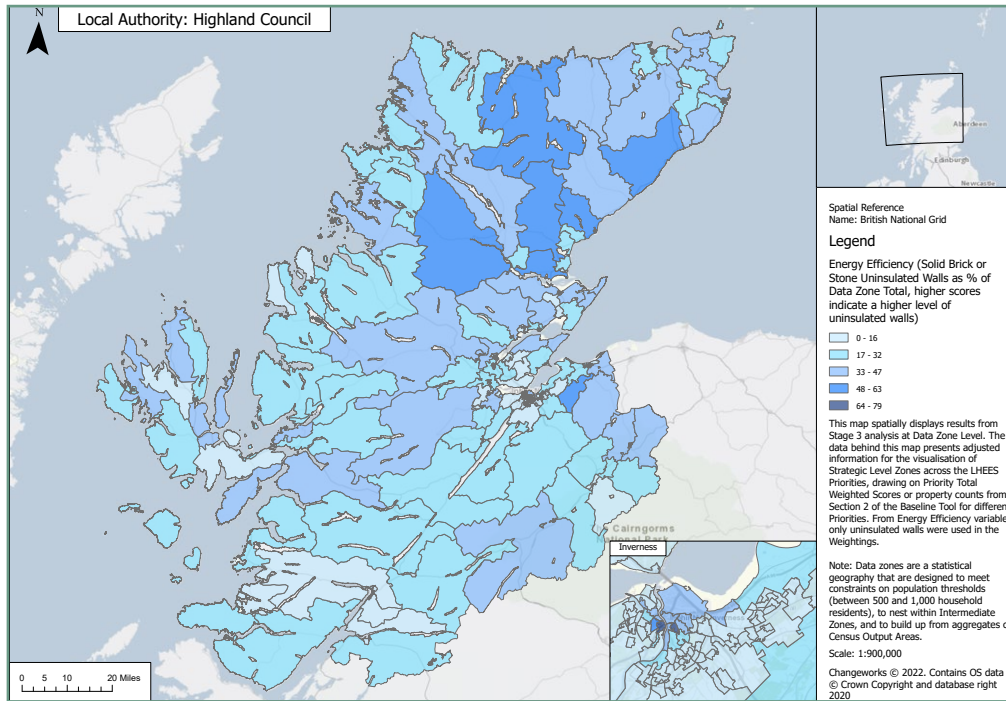 Local Authority: Highland Council
N
Aberdeen
Edinburgh
Newcastle
Spatial Reference
Name: British National Grid
Legend
Energy Efficiency (Solid Brick or
Stone Uninsulated Walls as % of
Data Zone Total, higher scores
indicate a higher level of
uninsulated walls)
0 - 16
17 - 32
33 - 47
48 - 63
64 - 79
This map spatially displays results from
Stage 3 analysis at Data Zone Level. The
data behind this map presents adjusted
information for the visualisation of
Strategic Level Zones across the LHEES
Priorities, drawing on Priority Total
Weighted Scores or property counts from
Section 2 of the Baseline Tool for differen
Priorities. From Energy Efficiency variable
only uninsulated walls were used in the
Weightings.
Note: Data zones are a statistical
geography that are designed to meet
constraints on population thresholds
(between 500 and 1,000 household
residents), to nest within Intermediate
Zones, and to build up from aggregates o
Census Output Areas.
Scale: 1:900,000
Changeworks © 2022. Contains OS data
© Crown Copyright and database right
2020
Cairngorms
National Park
Inverness
0 5 10 20 Miles